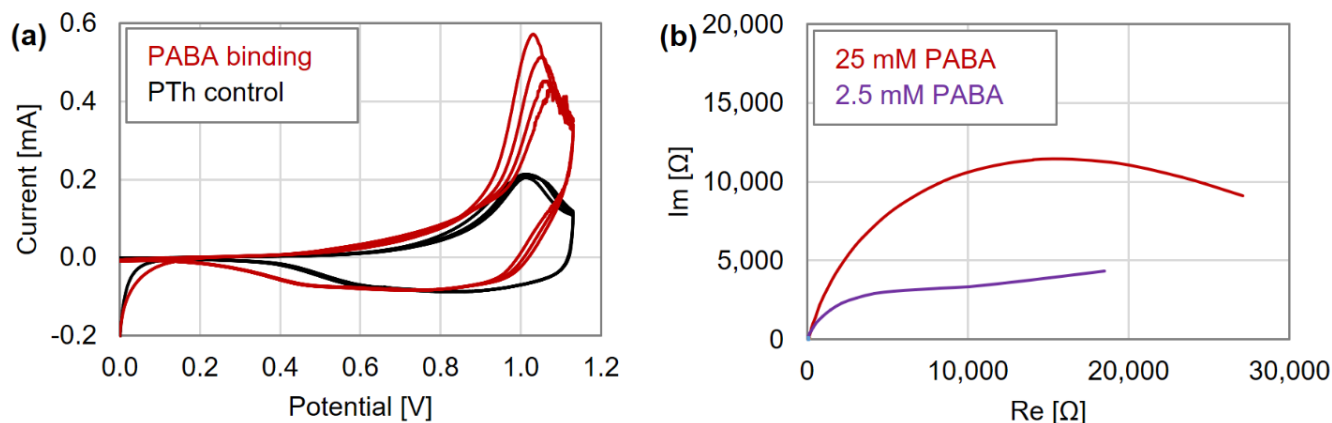 (a)
PABA binding
PTh control
Current [mA]
0.6
0.4
0.2
0.0
-0.2
0.0 0.2 0.4 0.6 0.8 1.0 1.2
Potential [V]
(b)
25 mM PABA
2.5 mM PABA
Im [Ω]
20,000
15,000
10,000
5,000
0
0 10,000 20,000 30,000
Re [Ω]